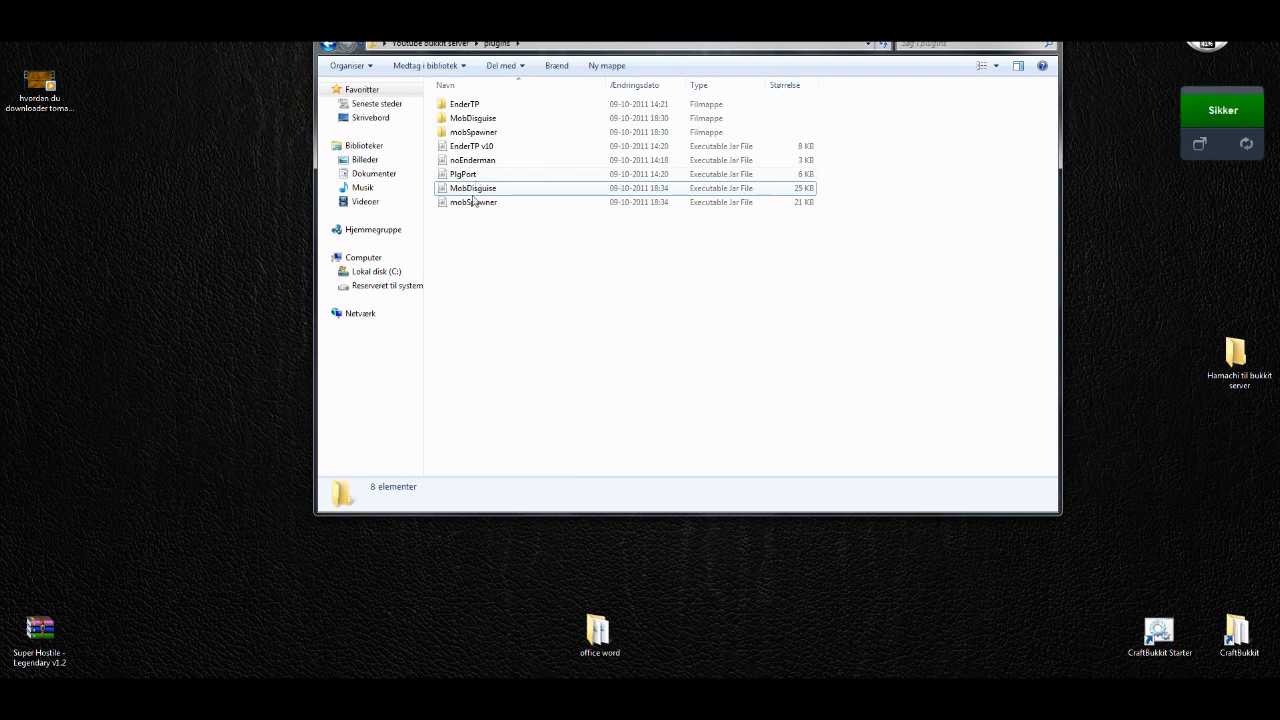 Youtube bukkit server ▸ plugins ▸
Søg i plugins
41%
Organiser
Medtag i bibliotek
Del med
Brænd
Ny mappe
Navn
Ændringsdato
Type
Størrelse
Favoritter
Seneste steder
Skrivebord
Biblioteker
Billeder
Dokumenter
Musik
Videoer
Hjemmegruppe
Computer
Lokal disk (C:)
Reserveret til system
Netværk
EnderTP 09-10-2011 14:21 Filmappe
MobDisguise 09-10-2011 18:30 Filmappe
mobSpawner 09-10-2011 18:30 Filmappe
EnderTP v10 09-10-2011 14:20 Executable Jar File 8 KB
noEnderman 09-10-2011 14:18 Executable Jar File 3 KB
PlgPort 09-10-2011 14:20 Executable Jar File 6 KB
MobDisguise 09-10-2011 18:34 Executable Jar File 25 KB
mobSpawner 09-10-2011 18:34 Executable Jar File 21 KB
8 elementer
hvordan du
downloader toma...
Sikker
Hamachi til bukkit
server
Super Hostile -
Legendary v1.2
office word
CraftBukkit Starter
CraftBukkit